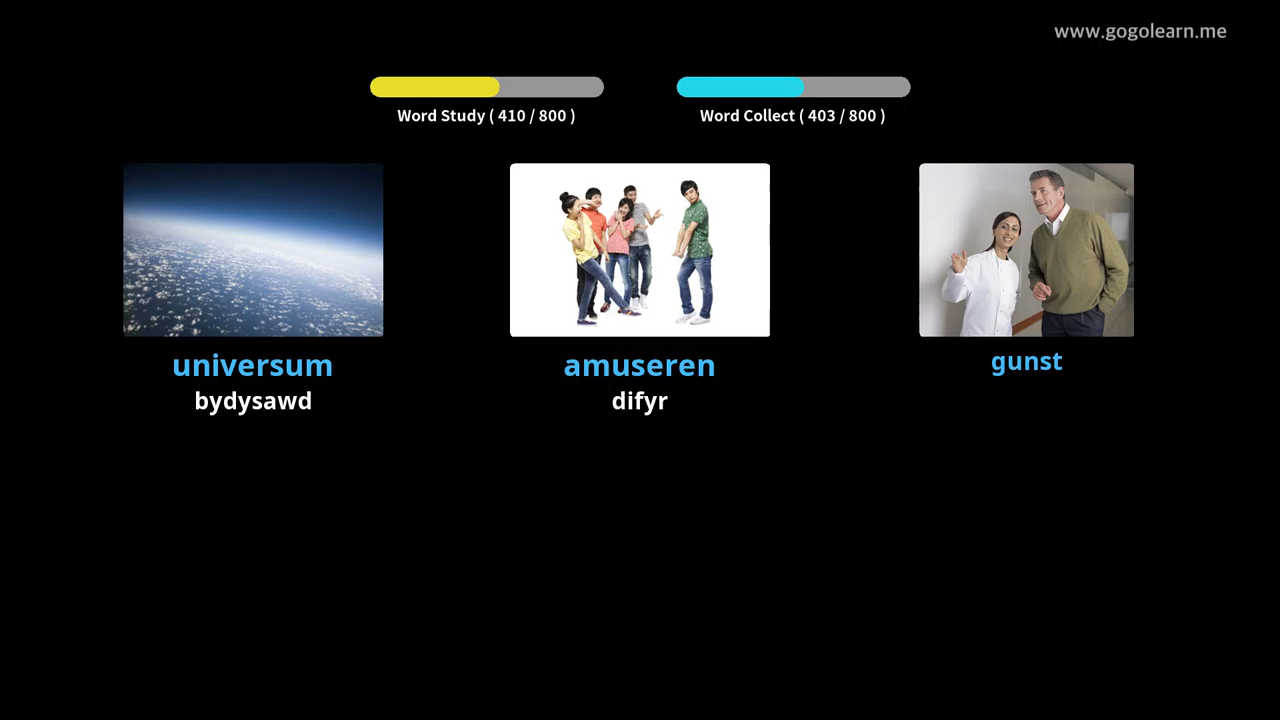 www.gogolearn.me
Word Study ( 410 / 800 )
Word Collect ( 403 / 800 )
universum
bydysawd
amuseren
difyr
gunst